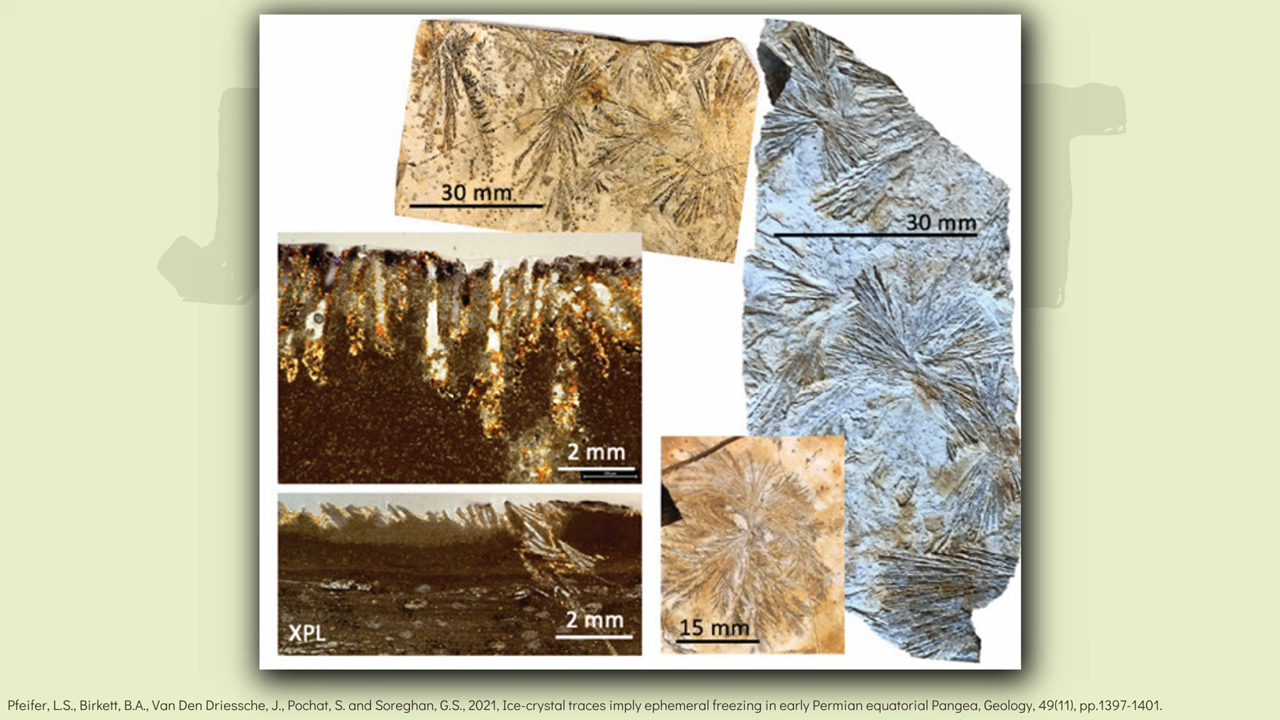 30 mm
30 mm
2 mm
2 mm
XPL
15 mm
Pfeifer, L.S., Birkett, B.A., Van Den Driessche, J., Pochat, S. and Soreghan, G.S., 2021, Ice-crystal traces imply ephemeral freezing in early Permian equatorial Pangea, Geology, 49(11), pp.1397-1401.